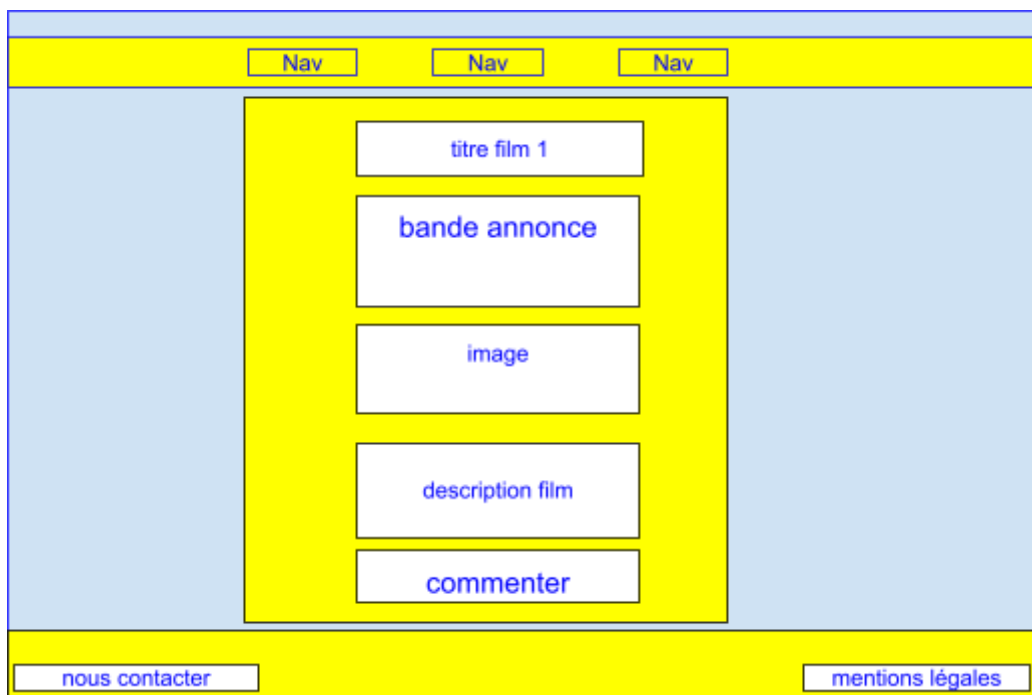 Nav Nav Nav
titre film 1
bande annonce
image
description film
commenter
nous contacter mentions légales